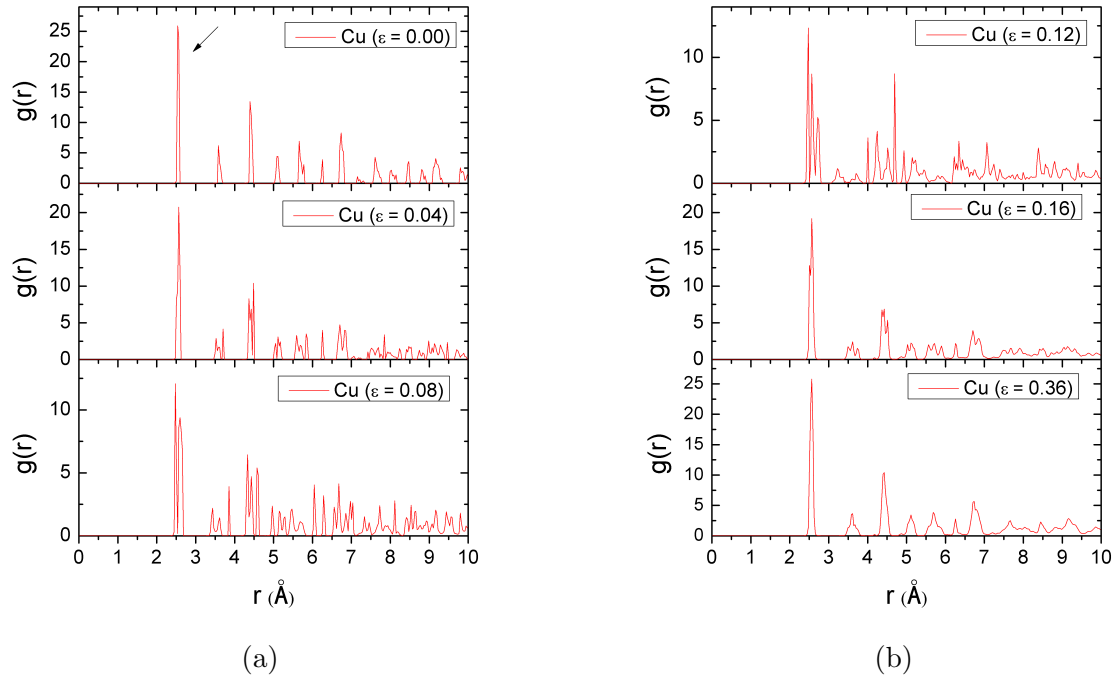 Cu (ε = 0.00)
g(r)
25
20
15
10
5
0
Cu (ε = 0.04)
g(r)
20
15
10
5
0
Cu (ε = 0.08)
g(r)
10
5
0
0 1 2 3 4 5 6 7 8 9 10
r (Å)
(a)
Cu (ε = 0.12)
g(r)
10
5
0
Cu (ε = 0.16)
g(r)
20
15
10
5
0
Cu (ε = 0.36)
g(r)
25
20
15
10
5
0
0 1 2 3 4 5 6 7 8 9 10
r (Å)
(b)